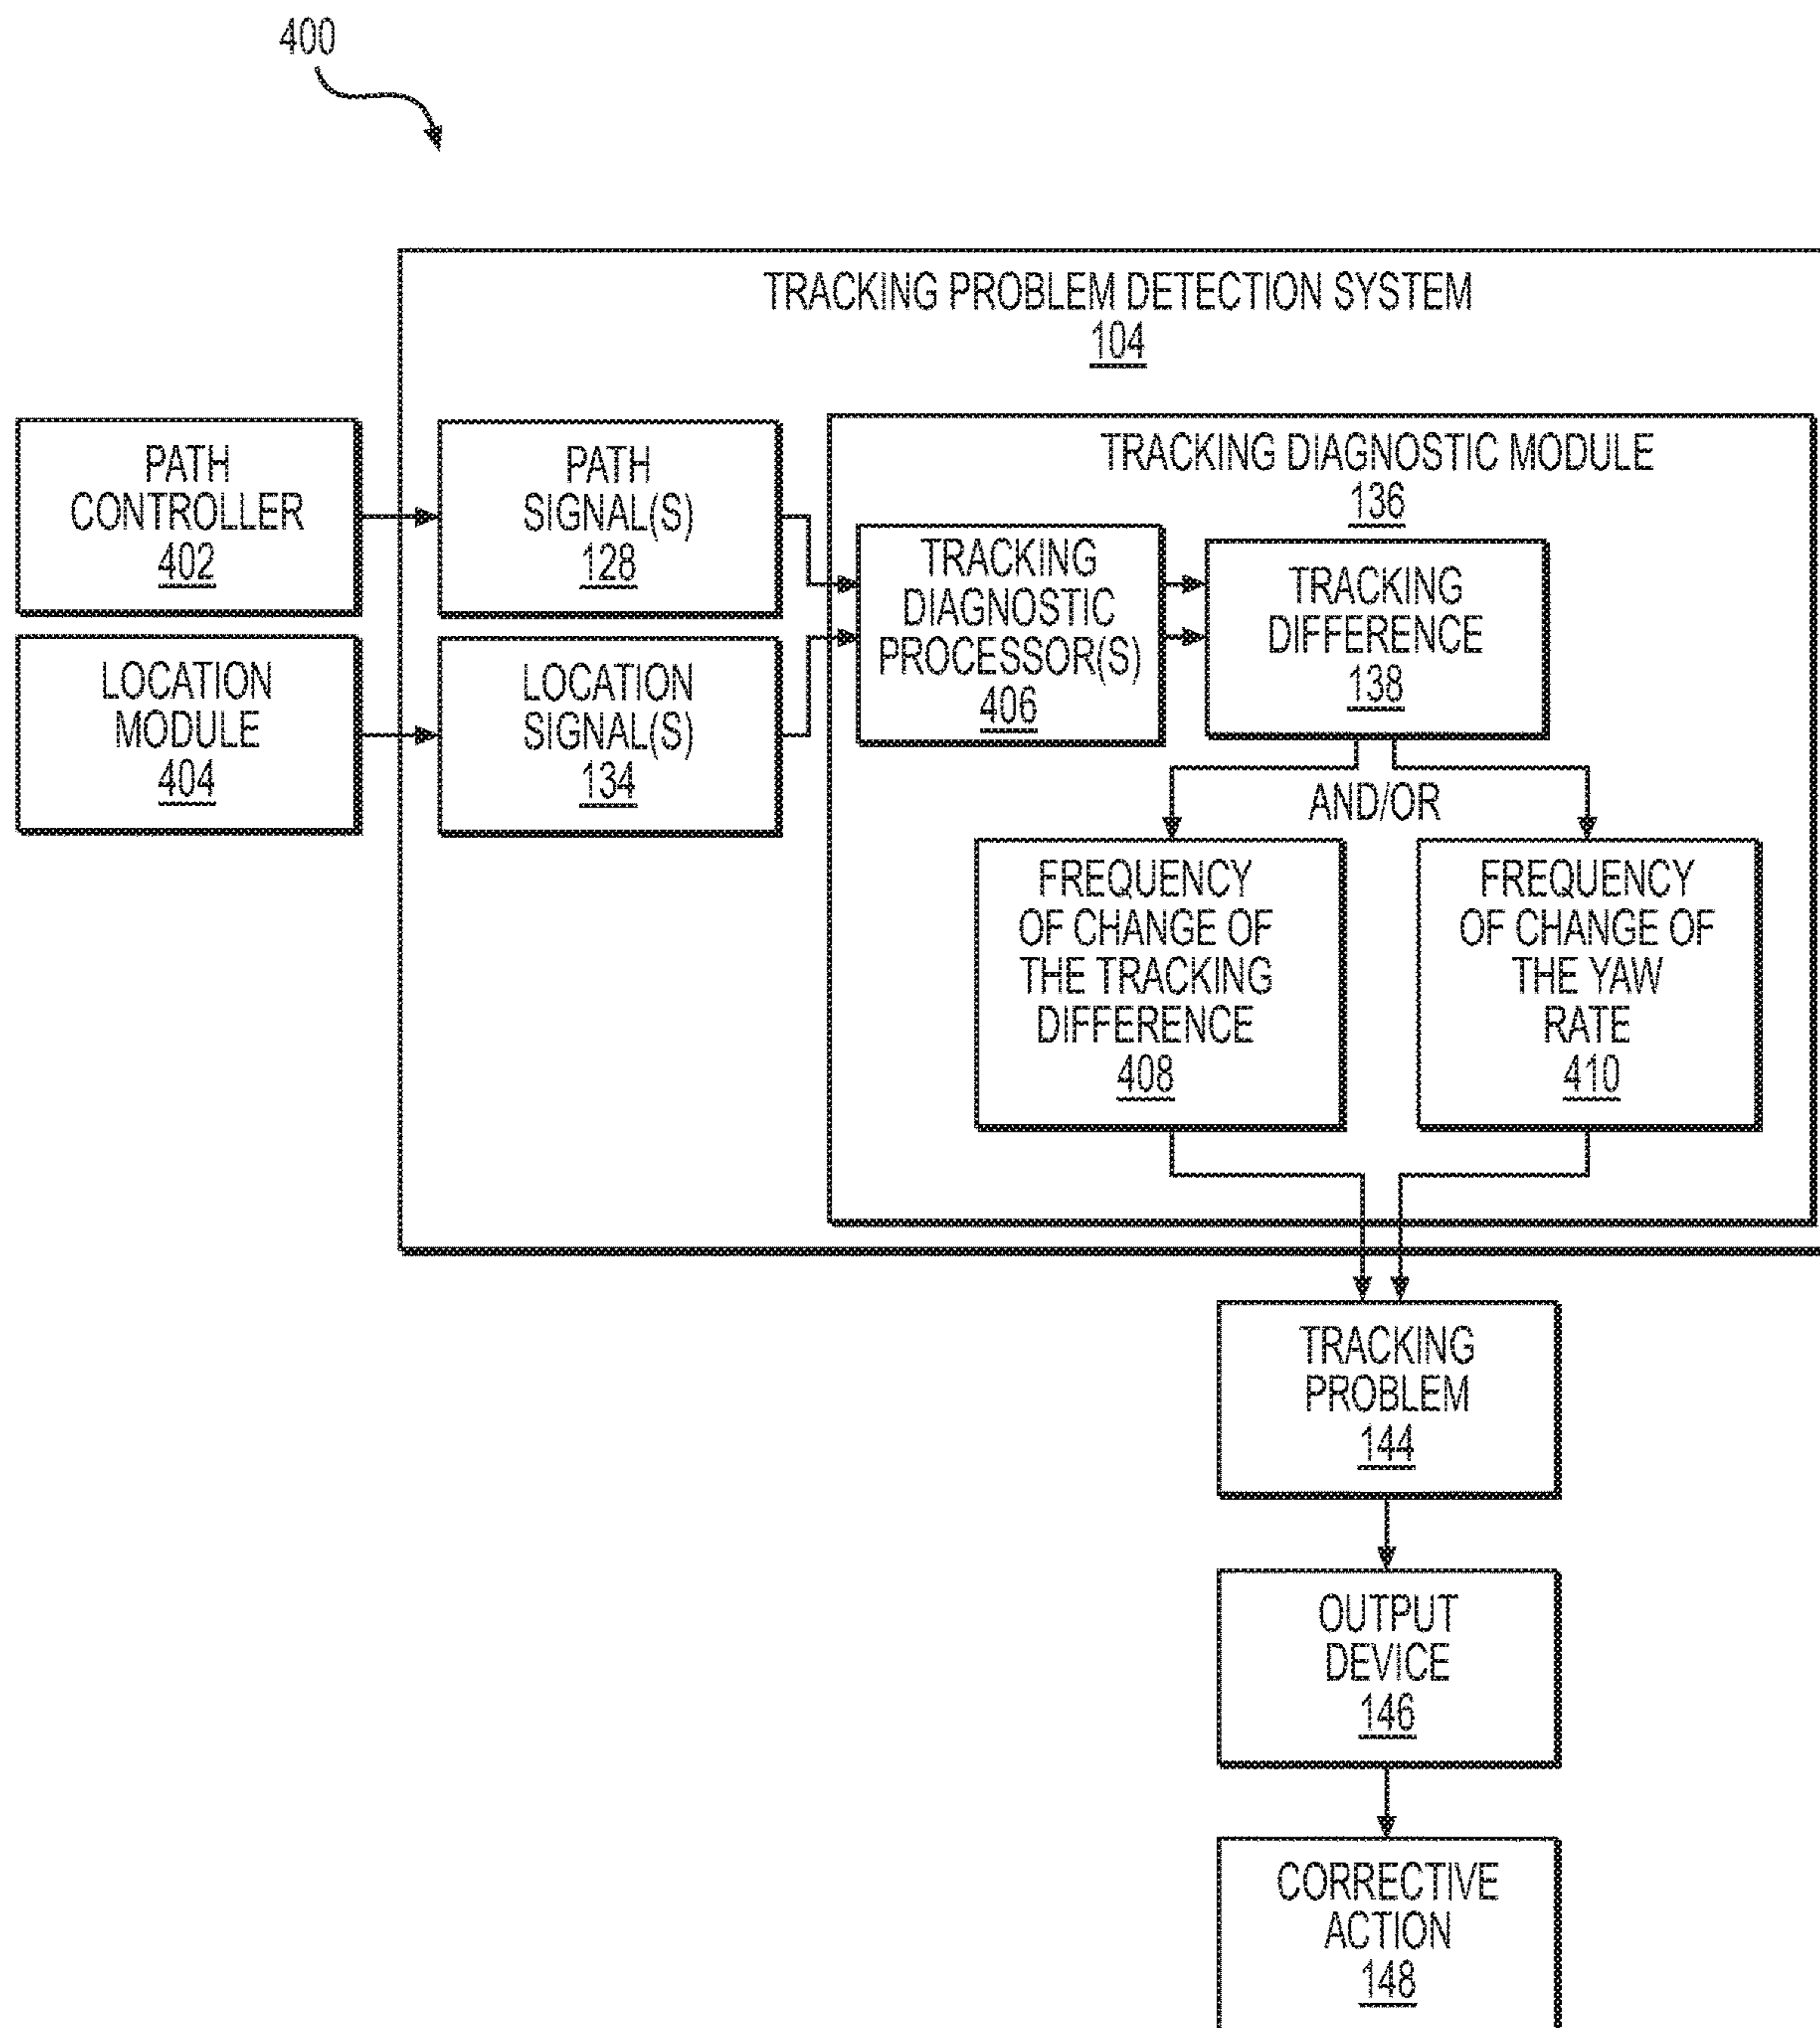 400
TRACKING PROBLEM DETECTION SYSTEM
104
PATH
CONTROLLER
402
LOCATION
MODULE
404
PATH
SIGNAL(S)
128
LOCATION
SIGNAL(S)
134
TRACKING DIAGNOSTIC MODULE
136
TRACKING
DIAGNOSTIC
PROCESSOR(S)
406
TRACKING
DIFFERENCE
138
AND/OR
FREQUENCY
OF CHANGE OF
THE TRACKING
DIFFERENCE
408
FREQUENCY
OF CHANGE OF
THE YAW
RATE
410
TRACKING
PROBLEM
144
OUTPUT
DEVICE
146
CORRECTIVE
ACTION
148